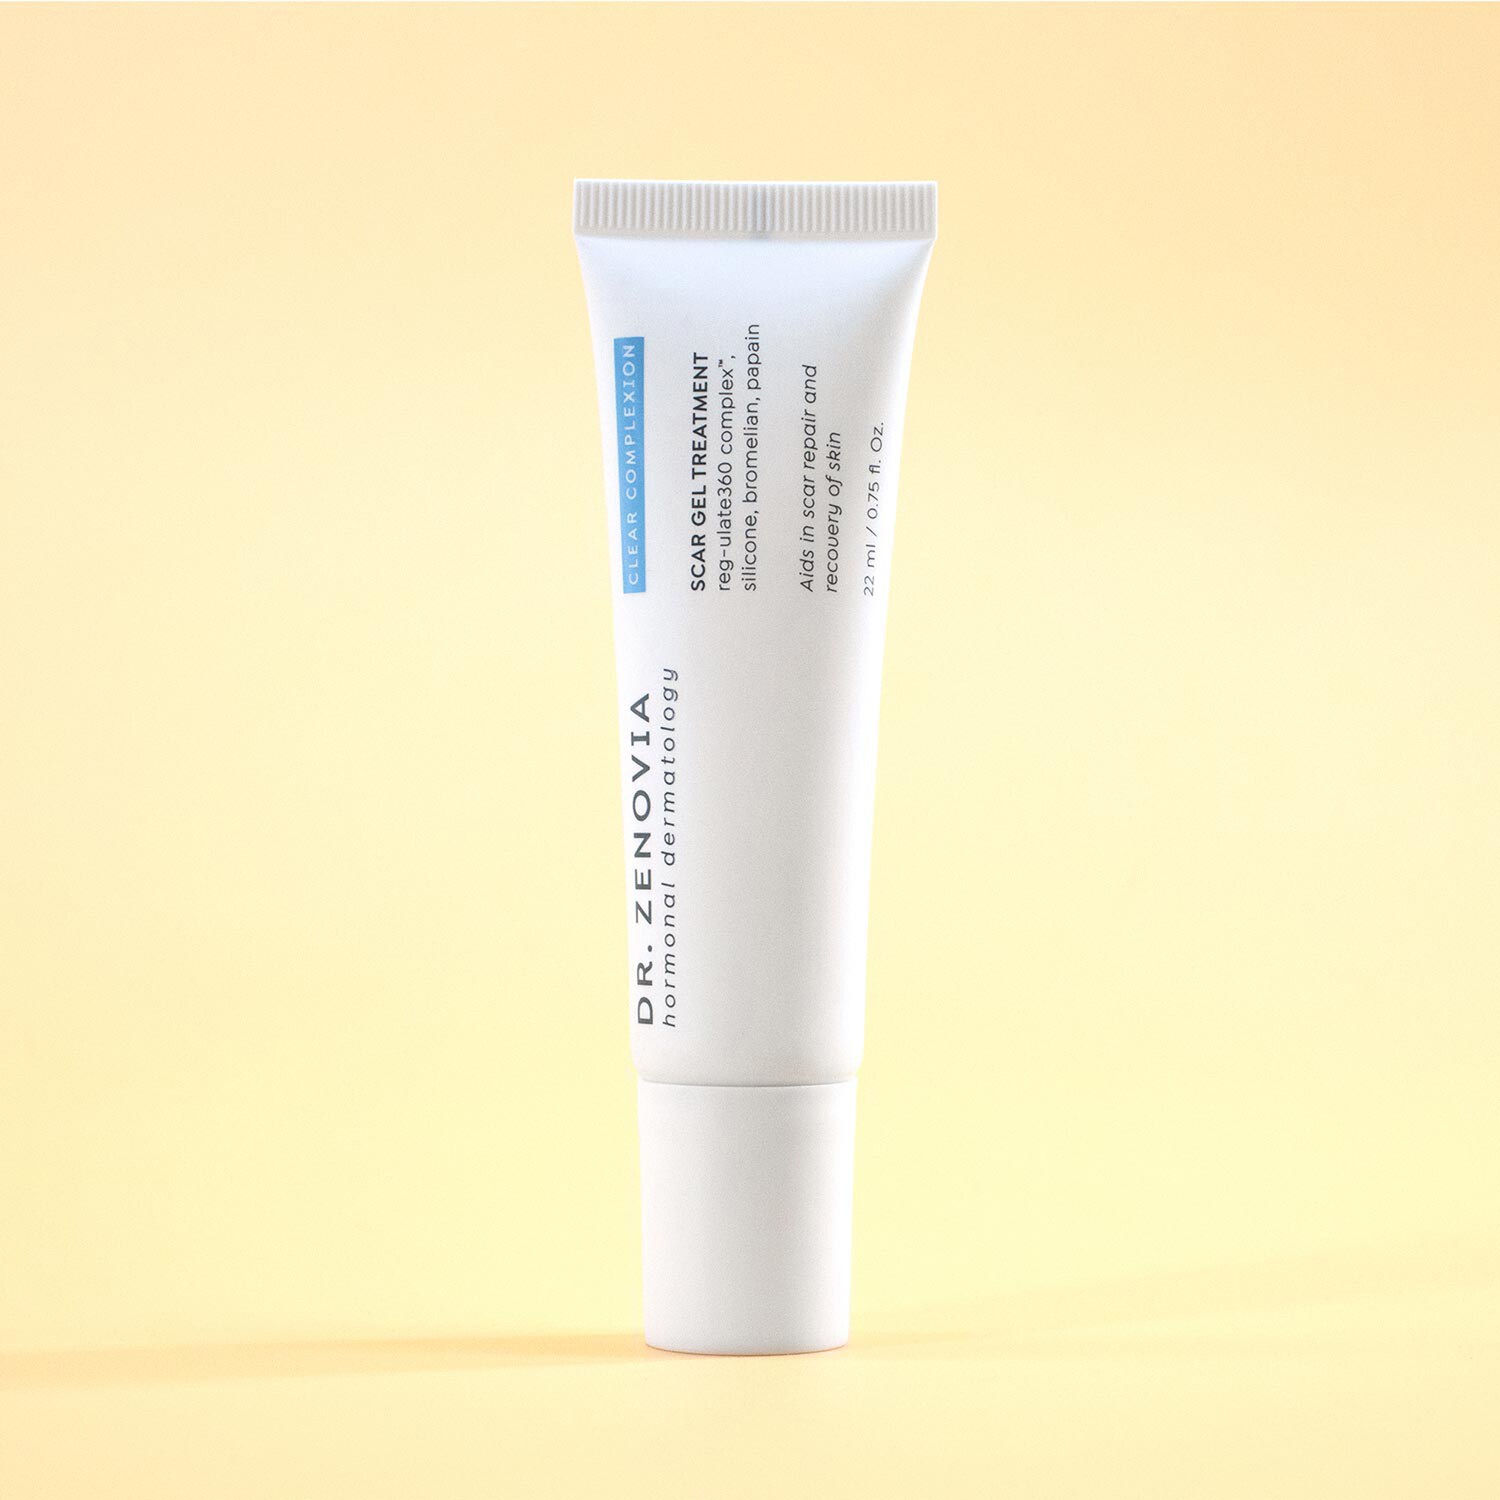 CLEAR COMPLEXION
SCAR GEL TREATMENT
reg-ulate360 complex™,
silicone, bromelian, papain
Aids in scar repair and
recovery of skin
22 ml / 0.75 fl. Oz.
DR. ZENOVIA
hormonal dermatology